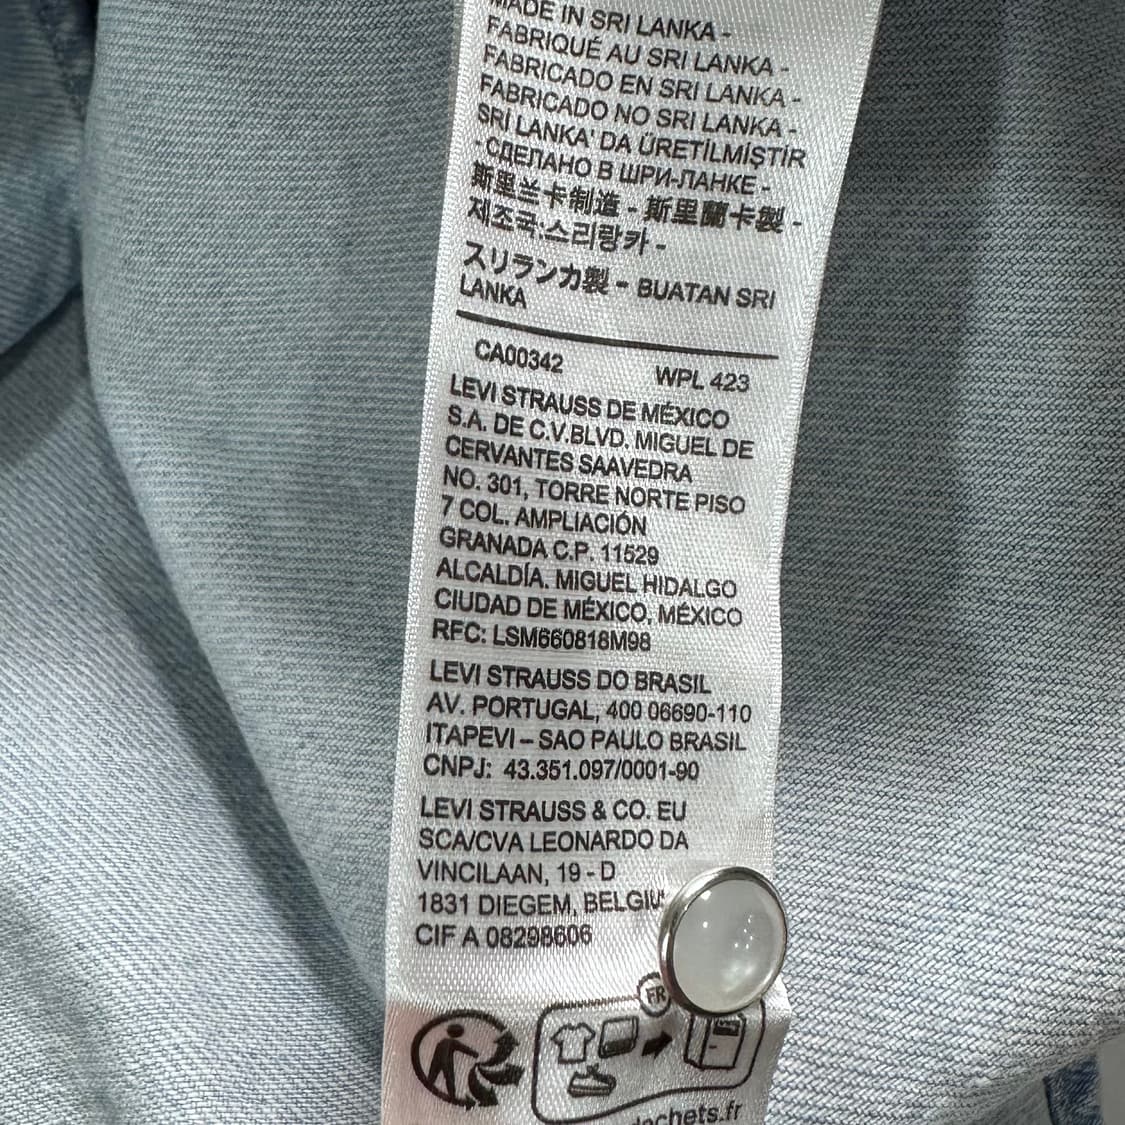 MADE IN SRI LANKA -
FABRIQUÉ AU SRI LANKA -
FABRICADO EN SRI LANKA -
FABRICADO NO SRI LANKA -
SRİ LANKA' DA ÜRETİLMİŞTİR
- СДЕЛАНО В ШРИ-ЛАНКЕ -
斯里兰卡制造 - 斯里蘭卡製 -
제조국:스리랑카 -
スリランカ製 - BUATAN SRI
LANKA
CA00342 WPL 423
LEVI STRAUSS DE MÉXICO
S.A. DE C.V.BLVD. MIGUEL DE
CERVANTES SAAVEDRA
NO. 301, TORRE NORTE PISO
7 COL. AMPLIACIÓN
GRANADA C.P. 11529
ALCALDÍA. MIGUEL HIDALGO
CIUDAD DE MÉXICO, MÉXICO
RFC: LSM660818M98
LEVI STRAUSS DO BRASIL
AV. PORTUGAL, 400 06690-110
ITAPEVI – SAO PAULO BRASIL
CNPJ: 43.351.097/0001-90
LEVI STRAUSS & CO. EU
SCA/CVA LEONARDO DA
VINCILAAN, 19 - D
1831 DIEGEM,
CIF A 08298606
FR